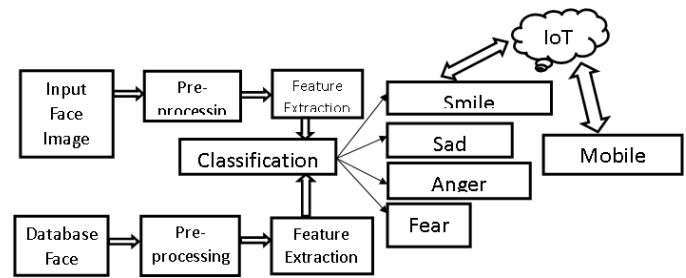 IoT
Input
Face
Image
Pre-
processin
Feature
Extraction
Smile
Classification
Sad
Mobile
Anger
Fear
Database
Face
Pre-
processing
Feature
Extraction